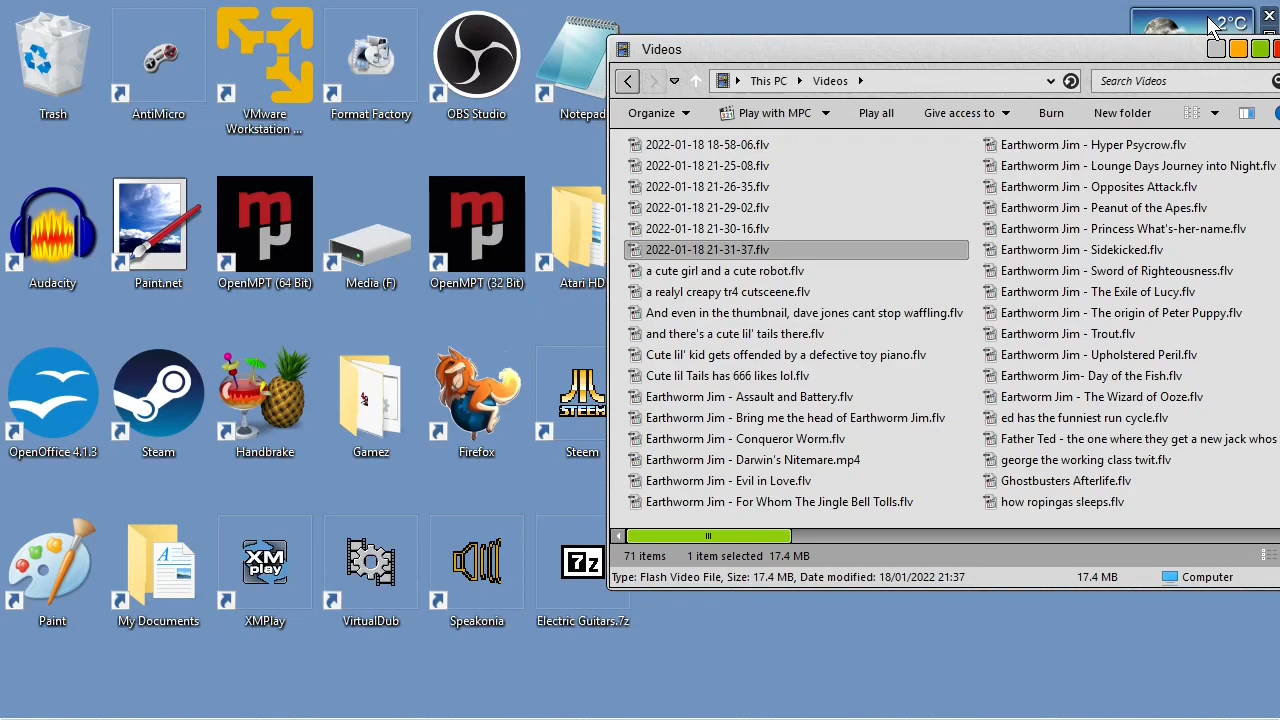 2°C
Videos
This PC
Videos
Search Videos
Organize
Play with MPC
Play all
Give access to
Burn
New folder
2022-01-18 18-58-06.flv
2022-01-18 21-25-08.flv
2022-01-18 21-26-35.flv
2022-01-18 21-29-02.flv
2022-01-18 21-30-16.flv
2022-01-18 21-31-37.flv
a cute girl and a cute robot.flv
a realyl creapy tr4 cutsceene.flv
And even in the thumbnail, dave jones cant stop waffling.flv
and there's a cute lil' tails there.flv
Cute lil' kid gets offended by a defective toy piano.flv
Cute lil Tails has 666 likes lol.flv
Earthworm Jim - Assault and Battery.flv
Earthworm Jim - Bring me the head of Earthworm Jim.flv
Earthworm Jim - Conqueror Worm.flv
Earthworm Jim - Darwin's Nitemare.mp4
Earthworm Jim - Evil in Love.flv
Earthworm Jim - For Whom The Jingle Bell Tolls.flv
Earthworm Jim - Hyper Psycrow.flv
Earthworm Jim - Lounge Days Journey into Night.flv
Earthworm Jim - Opposites Attack.flv
Earthworm Jim - Peanut of the Apes.flv
Earthworm Jim - Princess What's-her-name.flv
Earthworm Jim - Sidekicked.flv
Earthworm Jim - Sword of Righteousness.flv
Earthworm Jim - The Exile of Lucy.flv
Earthworm Jim - The origin of Peter Puppy.flv
Earthworm Jim - Trout.flv
Earthworm Jim - Upholstered Peril.flv
Earthworm Jim- Day of the Fish.flv
Eartworm Jim - The Wizard of Ooze.flv
ed has the funnier run cycle.flv
Father Ted - the one where they get a new jack whos
george the working class twit.flv
Ghostbusters Afterlife.flv
how ropingas sleeps.flv
71 items
1 item selected 17.4 MB
Type: Flash Video File, Size: 17.4 MB, Date modified: 18/01/2022 21:37
17.4 MB
Computer
Trash
AntiMicro
VMware
Workstation ...
Format Factory
OBS Studio
Notepad
Audacity
Paint.net
mp
OpenMPT (64 Bit)
Media (F)
mp
OpenMPT (32 Bit)
Atari HD
OpenOffice 4.1.3
Steam
Handbrake
Gamez
Firefox
STEEM
Steem
Paint
A
My Documents
XM
play
XMPlay
VirtualDub
Speakonia
7z
Electric Guitars.7z